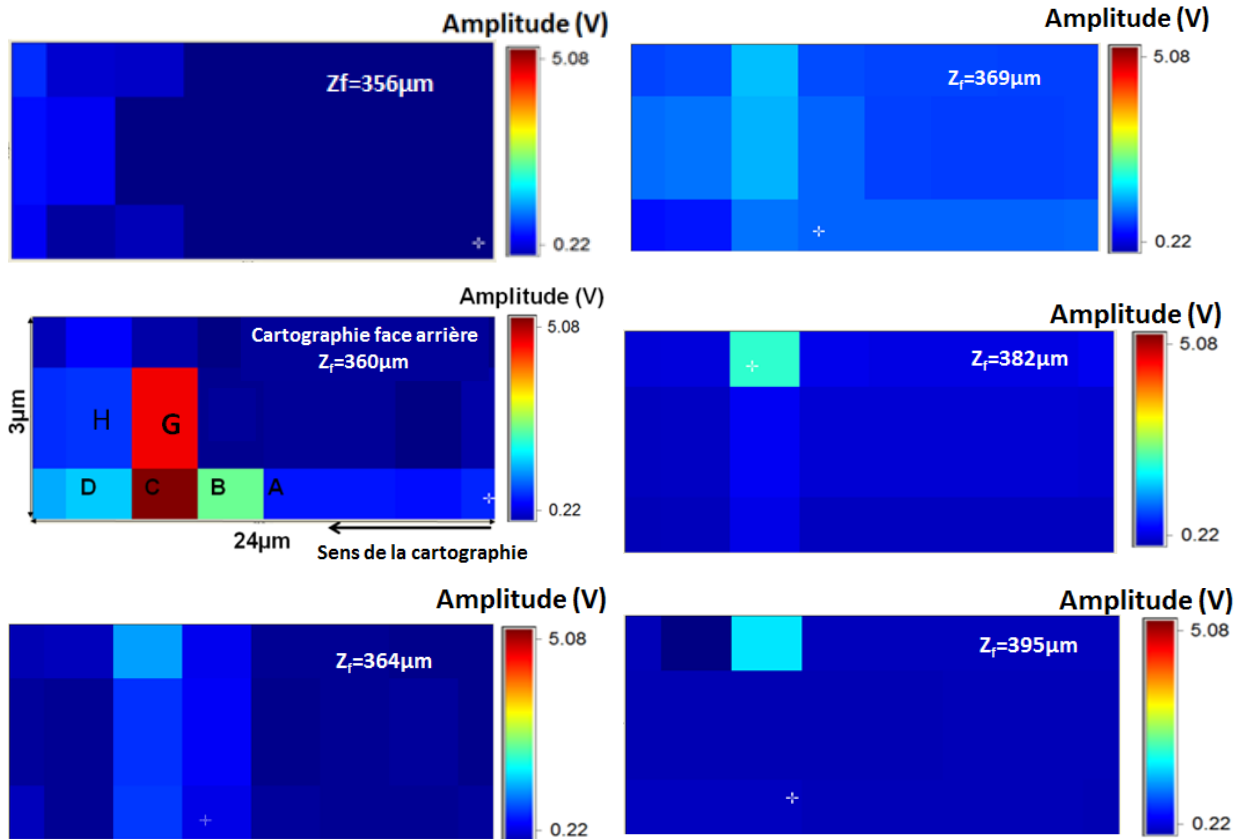 Amplitude (V)
Zf=356µm
5.08
0.22
Amplitude (V)
Zf=369µm
5.08
0.22
Amplitude (V)
Cartographie face arrière
Zf=360µm
5.08
0.22
3µm
H G
D C B A
24µm
Sens de la cartographie
Amplitude (V)
Zf=382µm
5.08
0.22
Amplitude (V)
Zf=364µm
5.08
0.22
Amplitude (V)
Zf=395µm
5.08
0.22